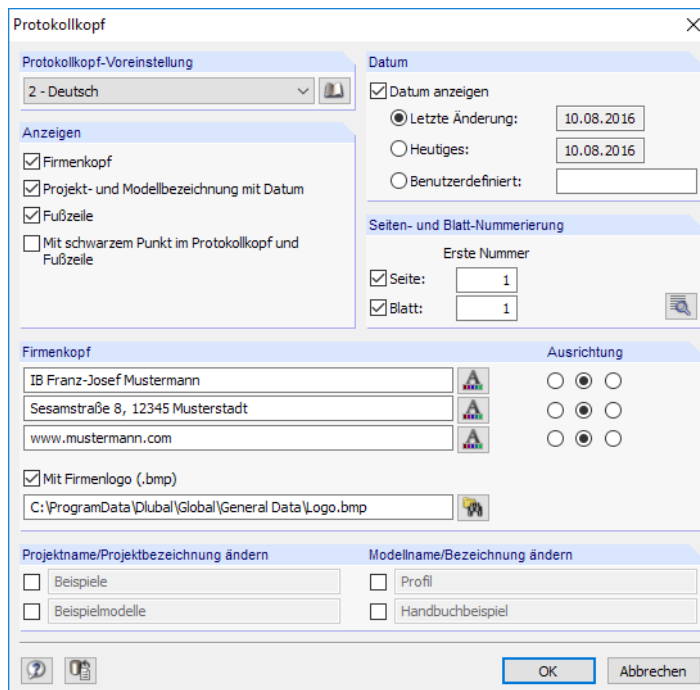 Protokollkopf
Protokollkopf-Voreinstellung
2 - Deutsch
Anzeigen
Firmenkopf
Projekt- und Modellbezeichnung mit Datum
Fußzeile
Mit schwarzem Punkt im Protokollkopf und
Fußzeile
Datum
Datum anzeigen
Letzte Änderung: 10.08.2016
Heutiges: 10.08.2016
Benutzerdefiniert:
Seiten- und Blatt-Nummerierung
Erste Nummer
Seite: 1
Blatt: 1
Firmenkopf Ausrichtung
IB Franz-Josef Mustermann
Sesamstraße 8, 12345 Musterstadt
www.mustermann.com
Mit Firmenlogo (.bmp)
C:\ProgramData\Dlubal\Global\General Data\Logo.bmp
Projektname/Projektbezeichnung ändern
Beispiele
Beispielmodelle
Modellname/Bezeichnung ändern
Profil
Handbuchbeispiel
OK Abbrechen